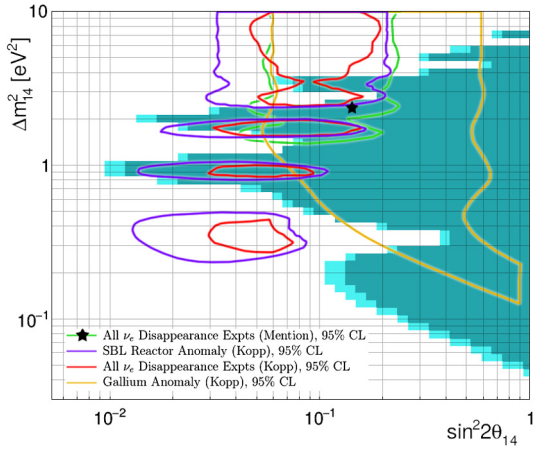 10
Δm²₁₄ [eV²]
1
10⁻¹
All νₑ Disappearance Expts (Mention), 95% CL
SBL Reactor Anomaly (Kopp), 95% CL
All νₑ Disappearance Expts (Kopp), 95% CL
Gallium Anomaly (Kopp), 95% CL
10⁻² 10⁻¹ 1
sin²2θ₁₄